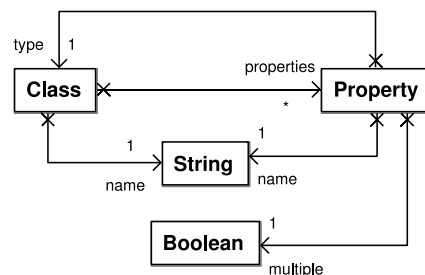 type 1
properties
Class
Property
*
1
1
String
name
name
1
Boolean
multiple